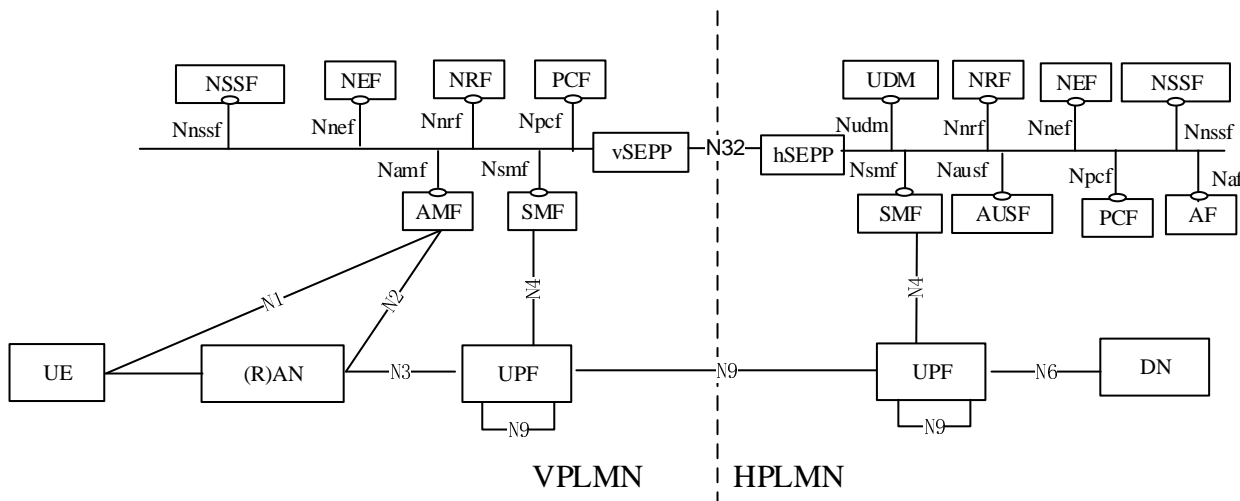 NSSF NEF NRF PCF UDM NRF NEF NSSF
Nnssf Nnef Nnrf Npcf Nudm Nnrf Nnef Nnssf
vSEPP N32 hSEPP
Namf Nsmf Nsmf Nausf Npcf Naf
AMF SMF SMF AUSF PCF AF
N1 N2 N4 N4
UE (R)AN N3 UPF N9 UPF N6 DN
N9 N9
VPLMN HPLMN